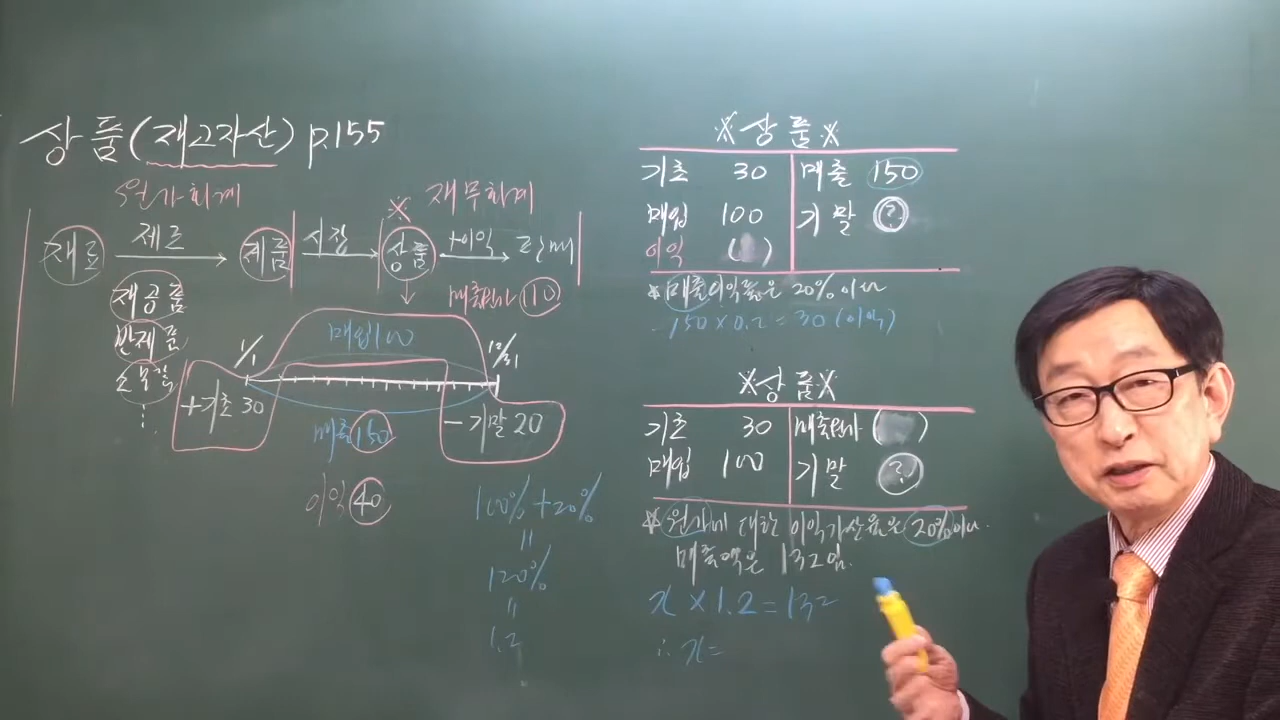 상품(재고자산) p.155
원가회계
재무회계
재료
제조
제품
시장
※
상품
+이익
판매
재공품
반제품
소모품
⋮
매출원가 110
1/1
매입 100
12/31
+기초 30
매출 150
-기말 20
이익 40
100% + 20%
"
120%
"
1.2
※상품※
기초 30 매출 150
매입 100 기말 ?
이익 ( )
* 매출이익률은 20%이다
150 × 0.2 = 30 (이익)
※상품※
기초 30 매출원가 ( )
매입 100 기말 ?
* 원가에 대한 이익가산율은 20%이다.
매출액은 132임.
x × 1.2 = 132
∴ x =